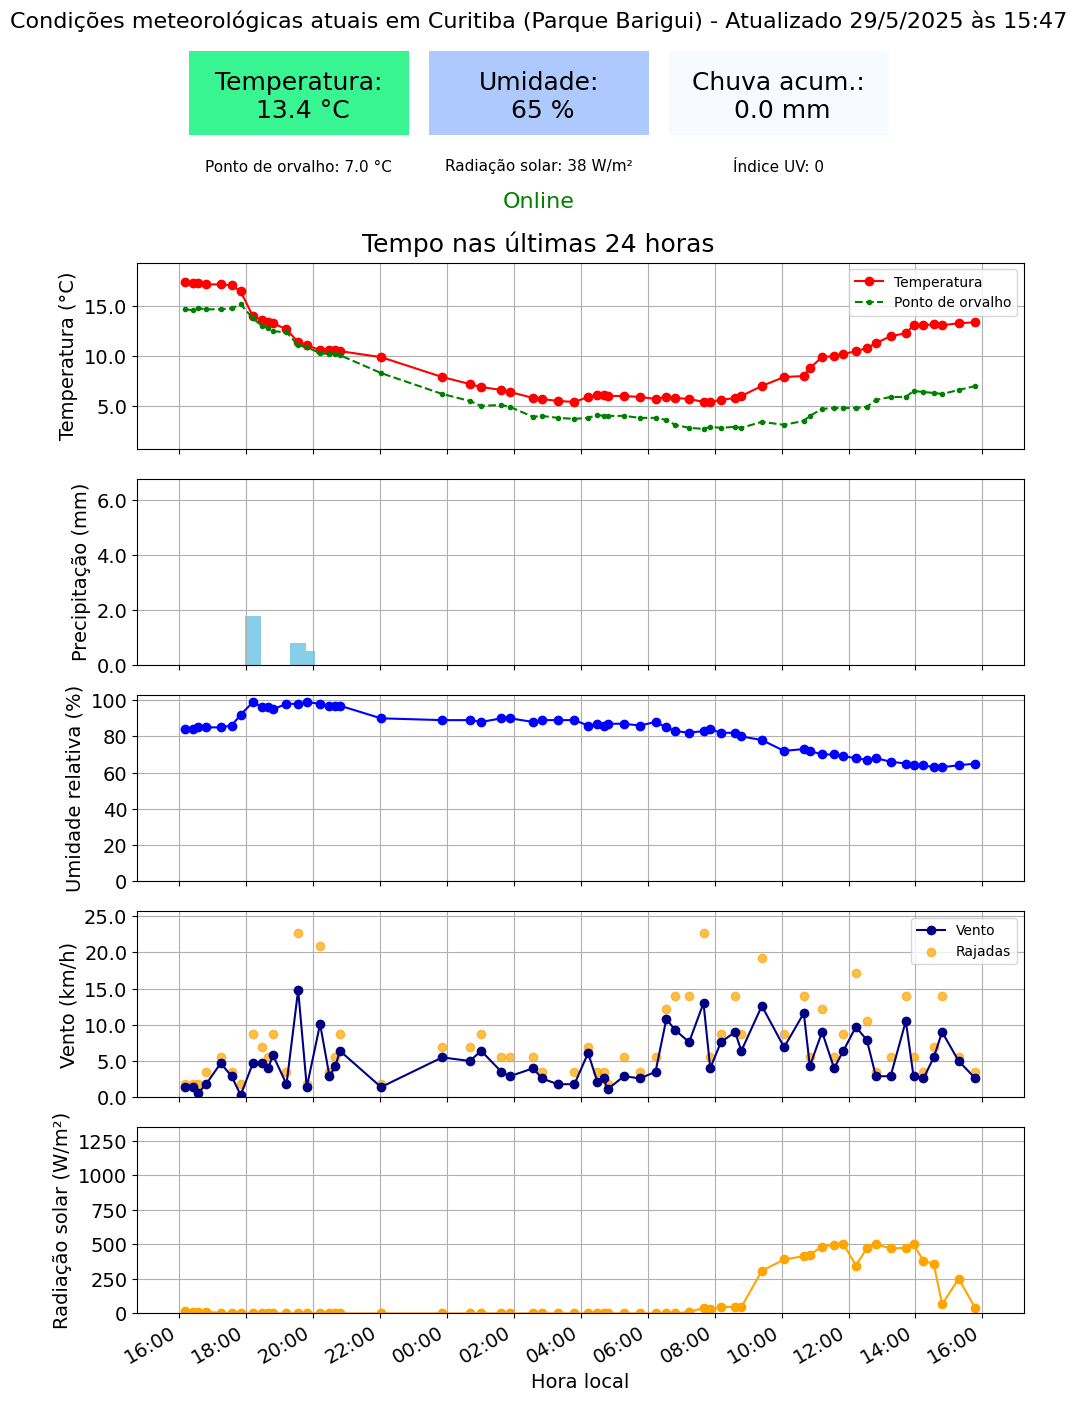 Condições meteorológicas atuais em Curitiba (Parque Barigui) - Atualizado 29/5/2025 às 15:47
Temperatura:
13.4 °C
Umidade:
65 %
Chuva acum.:
0.0 mm
Ponto de orvalho: 7.0 °C
Radiação solar: 38 W/m²
Índice UV: 0
Online
Tempo nas últimas 24 horas
Temperatura (°C)
15.0
10.0
5.0
Temperatura
Ponto de orvalho
Precipitação (mm)
6.0
4.0
2.0
0.0
Umidade relativa (%)
100
80
60
40
20
0
Vento (km/h)
25.0
20.0
15.0
10.0
5.0
0.0
Vento
Rajadas
Radiação solar (W/m²)
1250
1000
750
500
250
0
16:00
18:00
20:00
22:00
00:00
02:00
04:00
06:00
08:00
10:00
12:00
14:00
16:00
Hora local